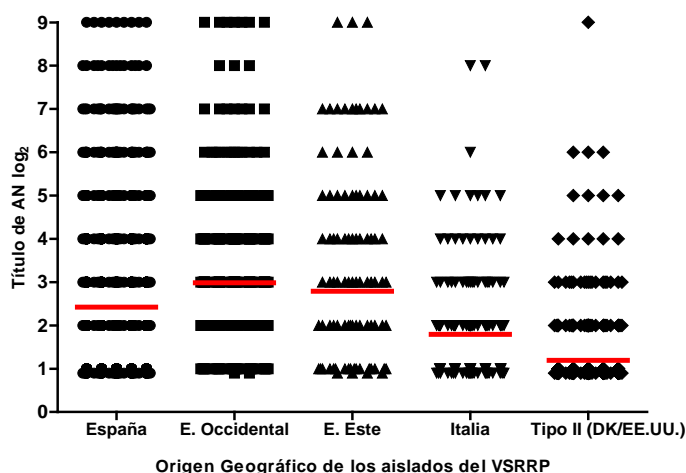 Título de AN log2
9
8
7
6
5
4
3
2
1
0
España
E. Occidental
E. Este
Italia
Tipo II (DK/EE.UU.)
Origen Geográfico de los aislados del VSRRP